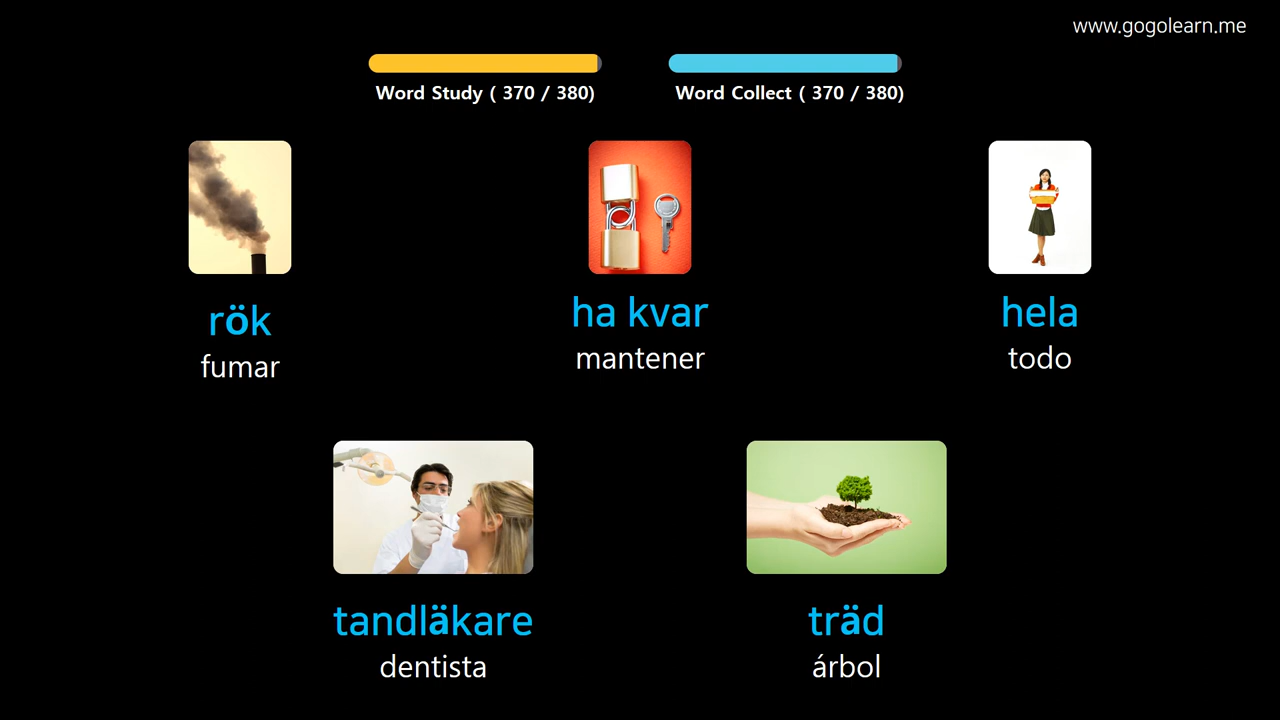 www.gogolearn.me
Word Study ( 370 / 380)
Word Collect ( 370 / 380)
rök
fumar
ha kvar
mantener
hela
todo
tandläkare
dentista
träd
árbol